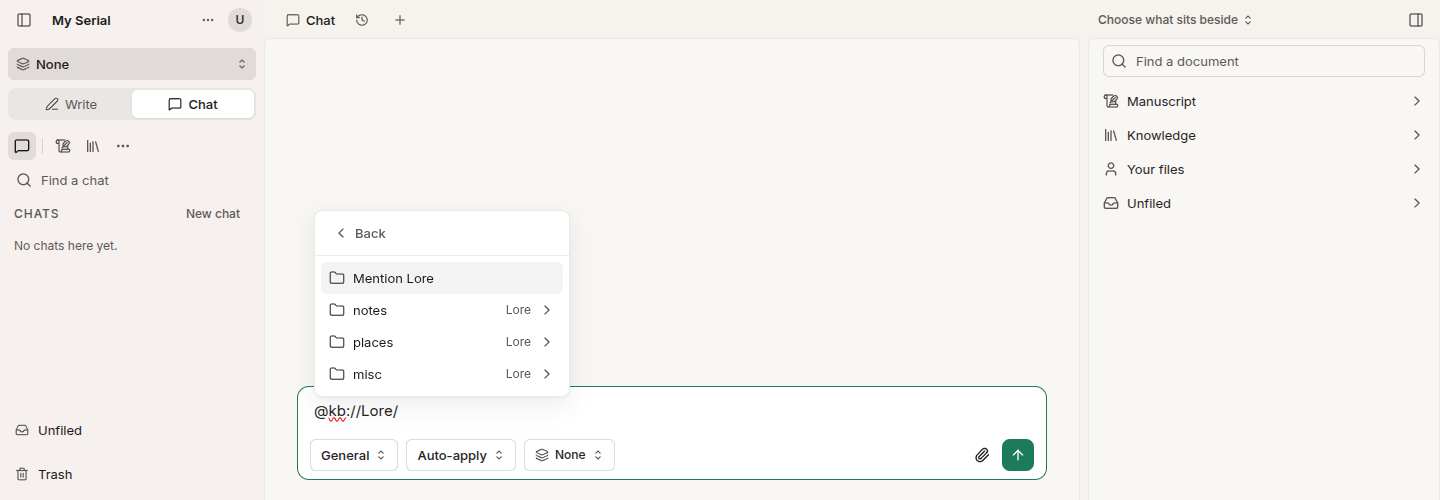 My Serial
U
None
Write
Chat
Find a chat
CHATS
New chat
No chats here yet.
Unfiled
Trash
Chat
Back
Mention Lore
notes Lore
places Lore
misc Lore
@kb://Lore/
General
Auto-apply
None
Choose what sits beside
Find a document
Manuscript
Knowledge
Your files
Unfiled